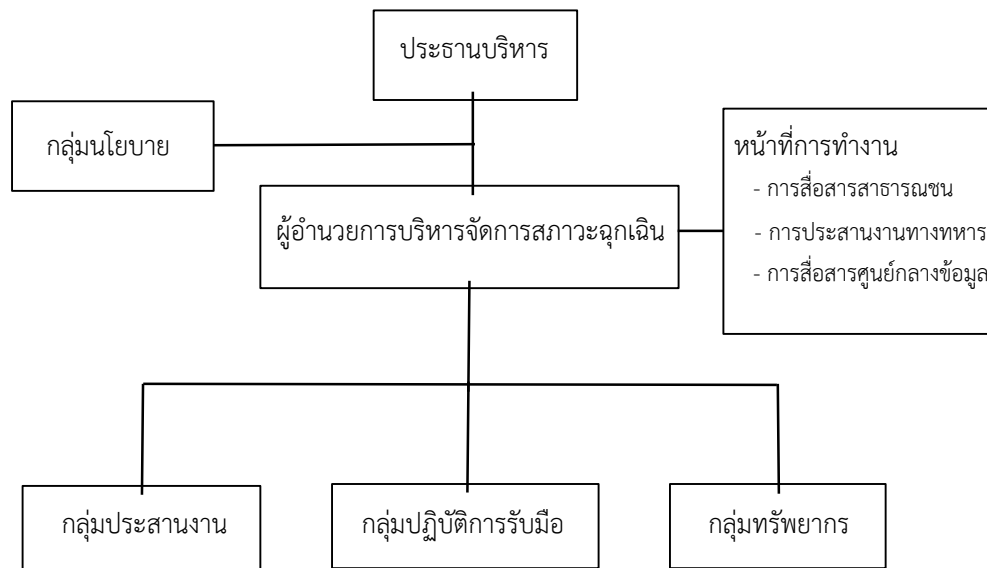 ประธานบริหาร
กลุ่มนโยบาย
หน้าที่การทำงาน
- การสื่อสารสาธารณชน
- การประสานงานทางทหาร
- การสื่อสารศูนย์กลางข้อมูล
ผู้อำนวยการบริหารจัดการสภาวะฉุกเฉิน
กลุ่มประสานงาน
กลุ่มปฏิบัติการรับมือ
กลุ่มทรัพยากร